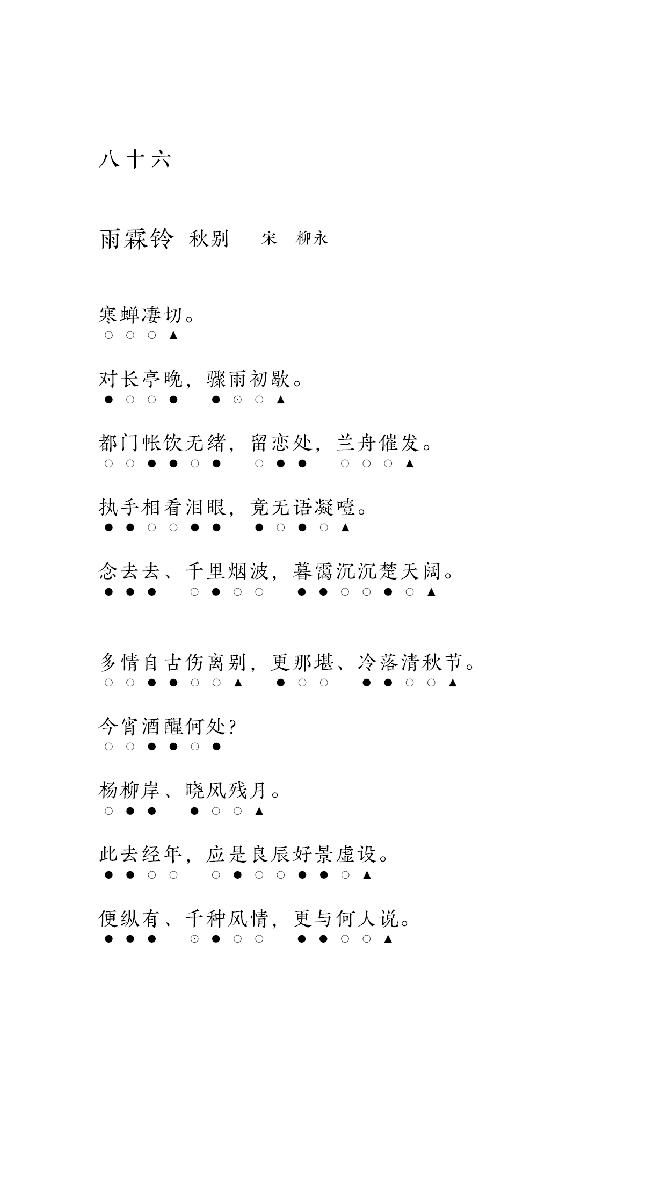 八十六
雨霖铃 秋别 宋 柳永
寒蝉凄切。
○○○▲
对长亭晚，骤雨初歇。
●○○● ●⊙○▲
都门帐饮无绪，留恋处，兰舟催发。
○○●●○● ○●● ○○○▲
执手相看泪眼，竟无语凝噎。
●●○○●● ●○●○▲
念去去、千里烟波，暮霭沉沉楚天阔。
●●● ○●○○ ●●○○●○▲
多情自古伤离别，更那堪、冷落清秋节。
○○●●○○▲ ●○○ ●●○○▲
今宵酒醒何处？
○○●●○●
杨柳岸、晓风残月。
○●● ●○○▲
此去经年，应是良辰好景虚设。
●●○○ ○●○○●●○▲
便纵有、千种风情，更与何人说。
●●● ⊙●○○ ●●○○▲